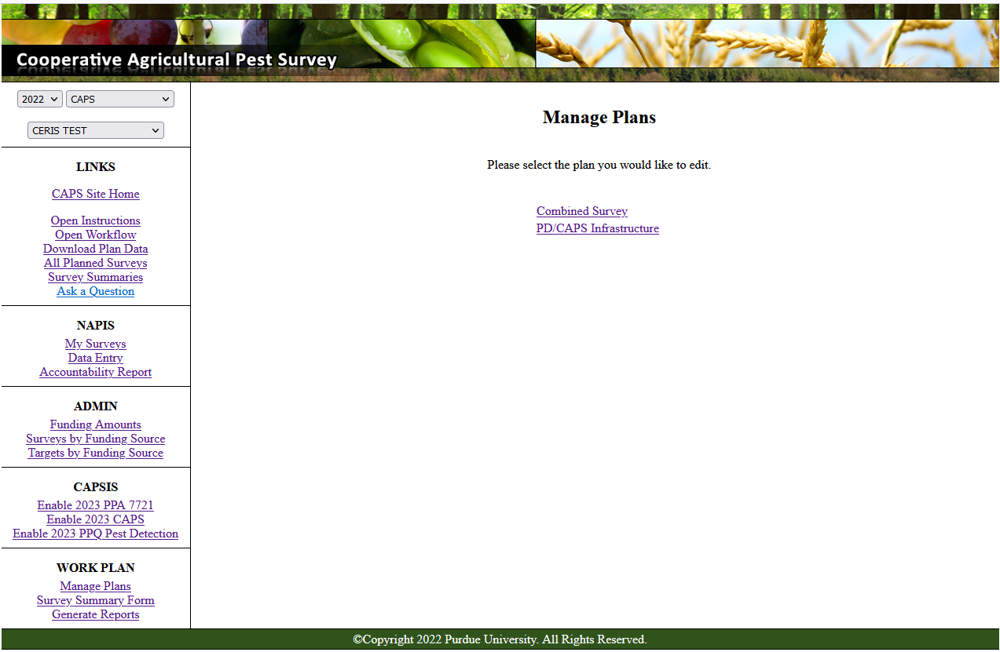 Cooperative Agricultural Pest Survey
2022 CAPS
CERIS TEST
LINKS
CAPS Site Home
Open Instructions
Open Workflow
Download Plan Data
All Planned Surveys
Survey Summaries
Ask a Question
NAPIS
My Surveys
Data Entry
Accountability Report
ADMIN
Funding Amounts
Surveys by Funding Source
Targets by Funding Source
CAPSIS
Enable 2023 PPA 7721
Enable 2023 CAPS
Enable 2023 PPQ Pest Detection
WORK PLAN
Manage Plans
Survey Summary Form
Generate Reports
Manage Plans
Please select the plan you would like to edit.
Combined Survey
PD/CAPS Infrastructure
©Copyright 2022 Purdue University. All Rights Reserved.